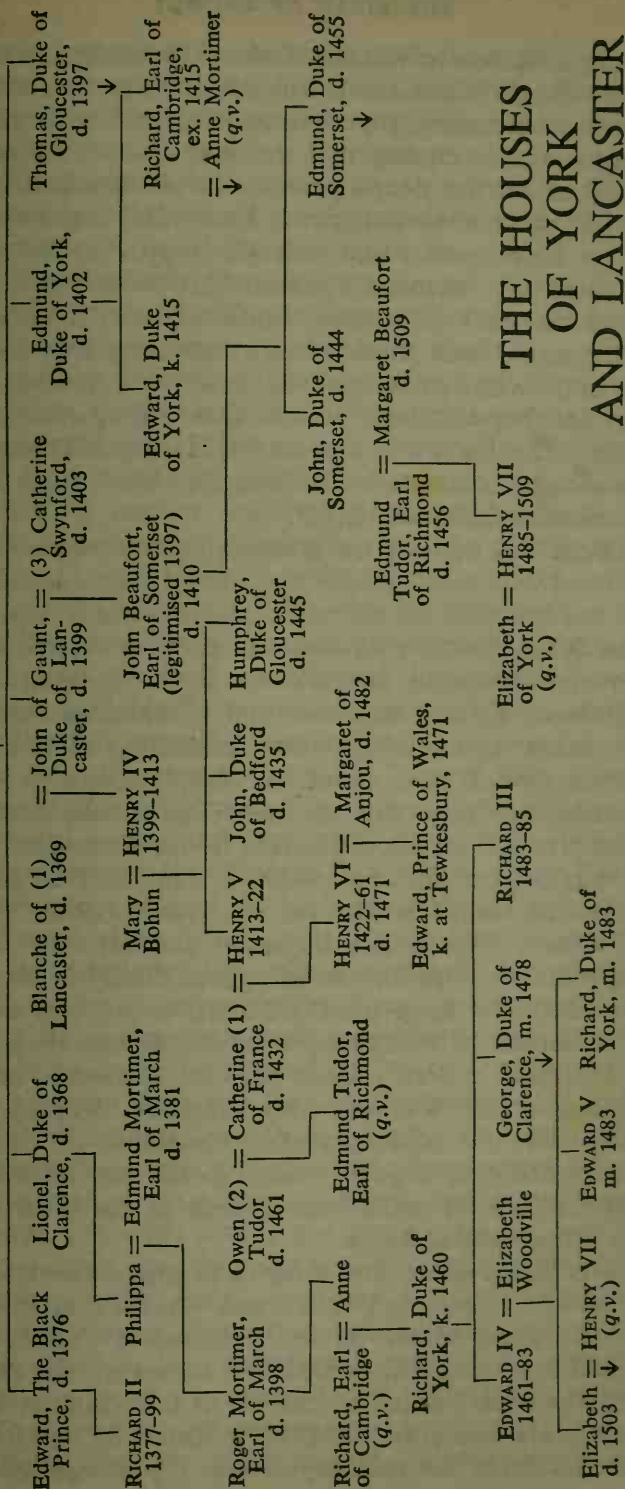 Edward, The Black
Prince, d. 1376
Lionel, Duke of
Clarence, d. 1368
Blanche of (1)
Lancaster, d. 1369
= John of Gaunt, = (3) Catherine
Duke of Lan-
caster, d. 1399
Swynford,
d. 1403
Edmund,
Duke of York,
d. 1402
Thomas, Duke of
Gloucester,
d. 1397
↓
RICHARD II
1377–99
Philippa = Edmund Mortimer,
Earl of March
d. 1381
Mary = HENRY IV
Bohun 1399–1413
John Beaufort,
Earl of Somerset
(legitimised 1397)
d. 1410
Edward, Duke
of York, k. 1415
Richard, Earl of
Cambridge,
ex. 1415
= Anne Mortimer
↓ (q.v.)
Roger Mortimer,
Earl of March
d. 1398
Owen (2) = Catherine (1) = HENRY V
Tudor of France 1413–22
d. 1461 d. 1432
John, Duke
of Bedford
d. 1435
Humphrey,
Duke of
Gloucester
d. 1445
John, Duke of
Somerset, d. 1444
Edmund, Duke of
Somerset, d. 1455
↓
Richard, Earl = Anne
of Cambridge
(q.v.)
Edmund Tudor,
Earl of Richmond
(q.v.)
HENRY VI = Margaret of
1422–61 Anjou, d. 1482
d. 1471
Edmund = Margaret Beaufort
Tudor, Earl d. 1509
of Richmond
d. 1456
Richard, Duke of
York, k. 1460
Edward, Prince of Wales,
k. at Tewkesbury, 1471
EDWARD IV = Elizabeth
1461–83 Woodville
George, Duke of
Clarence, m. 1478
↓
RICHARD III
1483–85
Elizabeth = HENRY VII
of York 1485–1509
(q.v.)
Elizabeth = HENRY VII
d. 1503 ↓ (q.v.)
EDWARD V
m. 1483
Richard, Duke of
York, m. 1483
THE HOUSES
OF YORK
AND LANCASTER